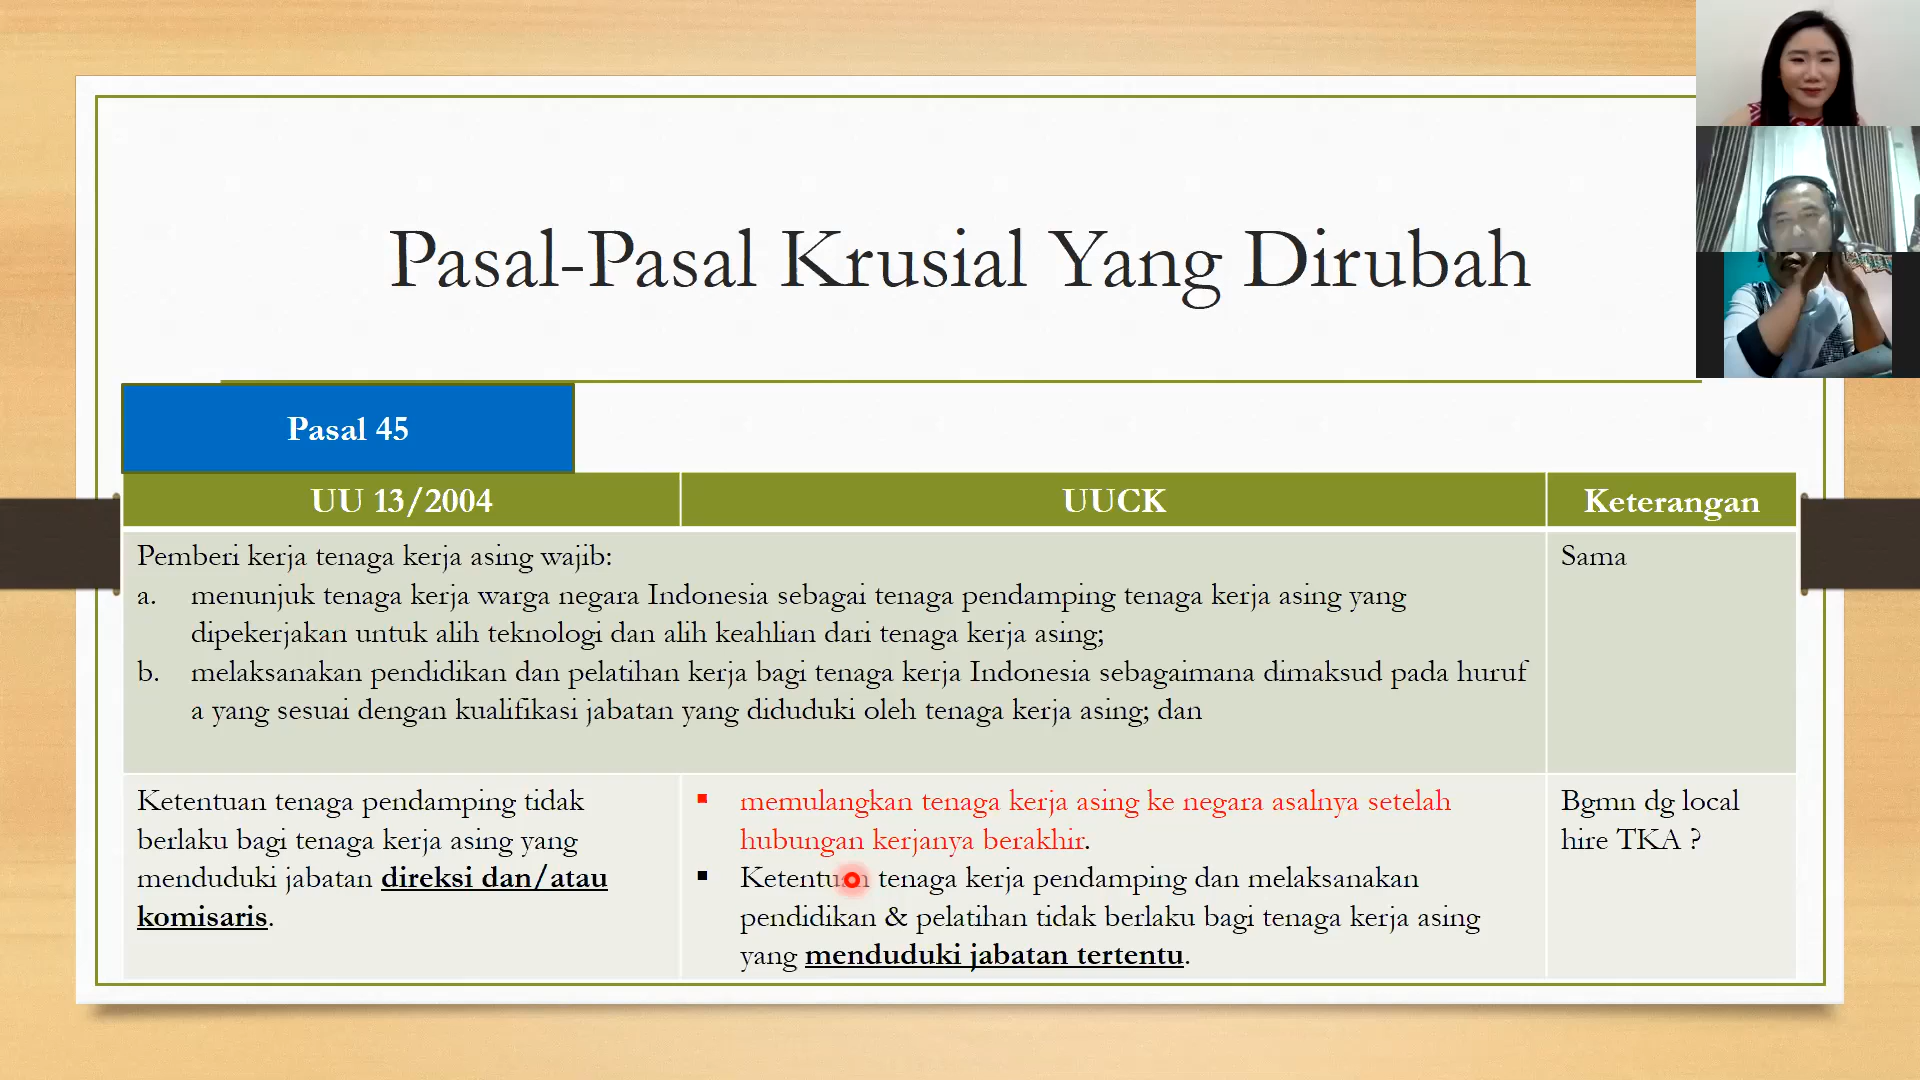 Pasal-Pasal Krusial Yang Dirubah
Pasal 45
UU 13/2004
UUCK
Keterangan
Pemberi kerja tenaga kerja asing wajib:
a. menunjuk tenaga kerja warga negara Indonesia sebagai tenaga pendamping tenaga kerja asing yang
dipekerjakan untuk alih teknologi dan alih keahlian dari tenaga kerja asing;
b. melaksanakan pendidikan dan pelatihan kerja bagi tenaga kerja Indonesia sebagaimana dimaksud pada huruf
a yang sesuai dengan kualifikasi jabatan yang diduduki oleh tenaga kerja asing; dan
Sama
Ketentuan tenaga pendamping tidak
berlaku bagi tenaga kerja asing yang
menduduki jabatan direksi dan/atau
komisaris.
▪ memulangkan tenaga kerja asing ke negara asalnya setelah
hubungan kerjanya berakhir.
▪ Ketentuan tenaga kerja pendamping dan melaksanakan
pendidikan & pelatihan tidak berlaku bagi tenaga kerja asing
yang menduduki jabatan tertentu.
Bgmn dg local
hire TKA ?